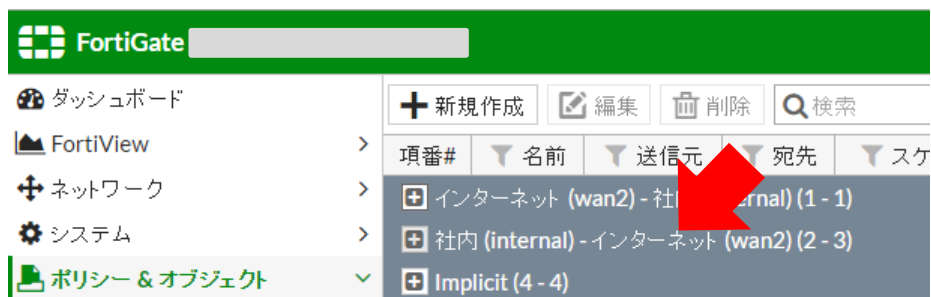 FortiGate
ダッシュボード
FortiView
ネットワーク
システム
ポリシー & オブジェクト
新規作成 編集 削除 検索
項番# 名前 送信元 宛先 スケ
インターネット (wan2) - 社 ernal) (1 - 1)
社内 (internal) - インターネット (wan2) (2 - 3)
Implicit (4 - 4)